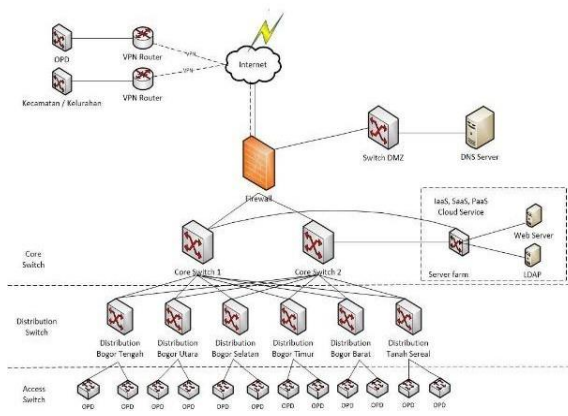 VPN
Internet
OPD
VPN Router
VPN
Kecamatan / Kelurahan
VPN Router
Switch DMZ
DNS Server
Firewall
IaaS, SaaS, PaaS
Cloud Service
Web Server
Core
Switch
Core Switch 1
Core Switch 2
Server farm
LDAP
Distribution
Switch
Distribution
Bogor Tengah
Distribution
Bogor Utara
Distribution
Bogor Selatan
Distribution
Bogor Timur
Distribution
Bogor Barat
Distribution
Tanah Sereal
Access
Switch
OPD OPD OPD OPD OPD OPD OPD OPD OPD OPD OPD OPD